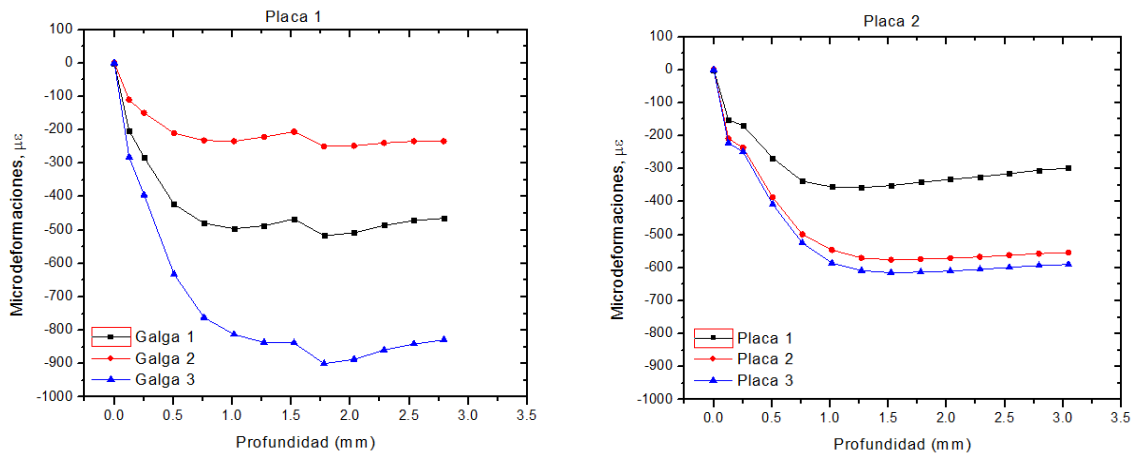 Placa 1
100
0
-100
-200
-300
-400
-500
-600
-700
-800
-900
-1000
Microdeformaciones, με
Galga 1
Galga 2
Galga 3
0.0 0.5 1.0 1.5 2.0 2.5 3.0 3.5
Profundidad (mm)
Placa 2
100
0
-100
-200
-300
-400
-500
-600
-700
-800
-900
-1000
Microdeformaciones, με
Placa 1
Placa 2
Placa 3
0.0 0.5 1.0 1.5 2.0 2.5 3.0 3.5
Profundidad (mm)